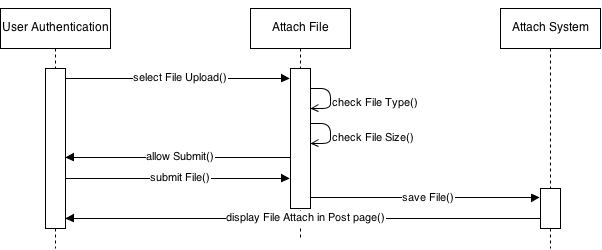 User Authentication
Attach File
Attach System
select File Upload()
check File Type()
check File Size()
allow Submit()
submit File()
save File()
display File Attach in Post page()